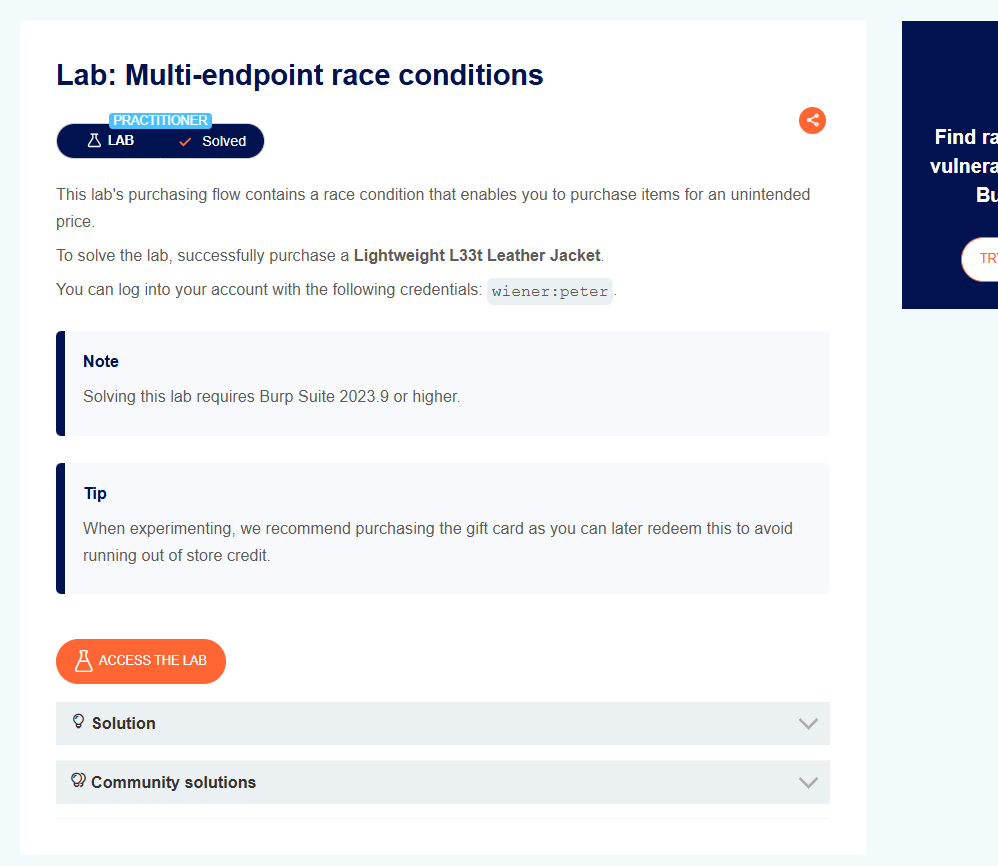 Lab: Multi-endpoint race conditions
PRACTITIONER
LAB
Solved
This lab's purchasing flow contains a race condition that enables you to purchase items for an unintended
price.
To solve the lab, successfully purchase a Lightweight L33t Leather Jacket.
You can log into your account with the following credentials: wiener:peter.
Note
Solving this lab requires Burp Suite 2023.9 or higher.
Tip
When experimenting, we recommend purchasing the gift card as you can later redeem this to avoid
running out of store credit.
ACCESS THE LAB
Solution
Community solutions
Find ra
vulnera
Bu
TRY